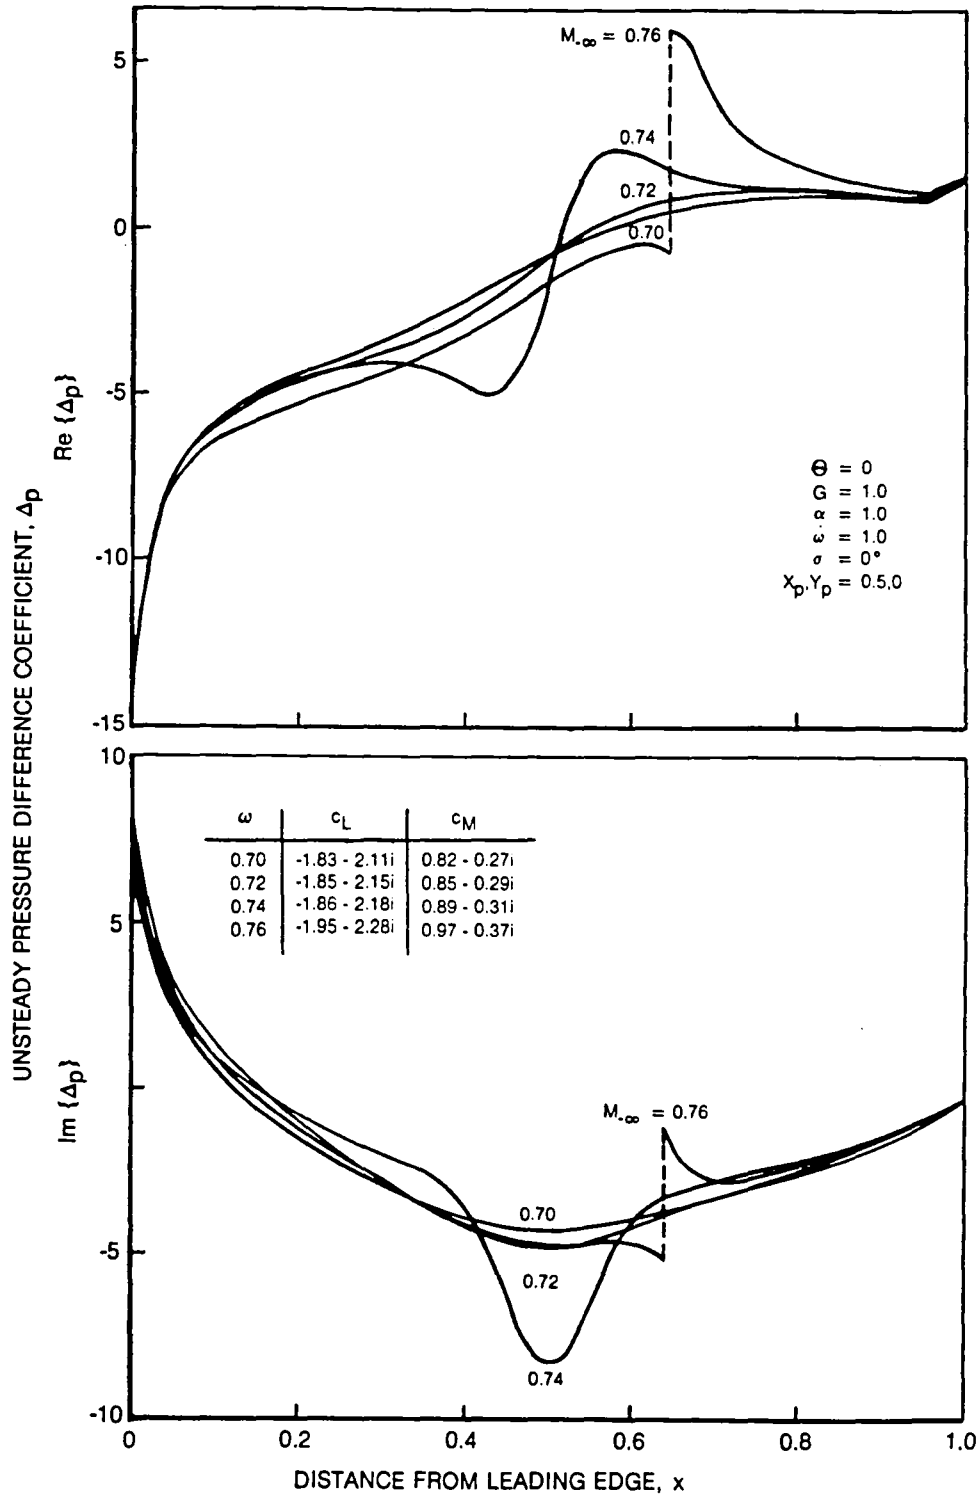 UNSTEADY PRESSURE DIFFERENCE COEFFICIENT, Δp
Re {Δp}
5
0
-5
-10
-15
M-∞ = 0.76
0.74
0.72
0.70
Θ = 0
G = 1.0
α = 1.0
ω = 1.0
σ = 0°
Xp,Yp = 0.5,0
Im {Δp}
10
5
-5
-10
ω cL cM
0.70 -1.83 - 2.11i 0.82 - 0.27i
0.72 -1.85 - 2.15i 0.85 - 0.29i
0.74 -1.86 - 2.18i 0.89 - 0.31i
0.76 -1.95 - 2.28i 0.97 - 0.37i
M-∞ = 0.76
0.70
0.72
0.74
0 0.2 0.4 0.6 0.8 1.0
DISTANCE FROM LEADING EDGE, x